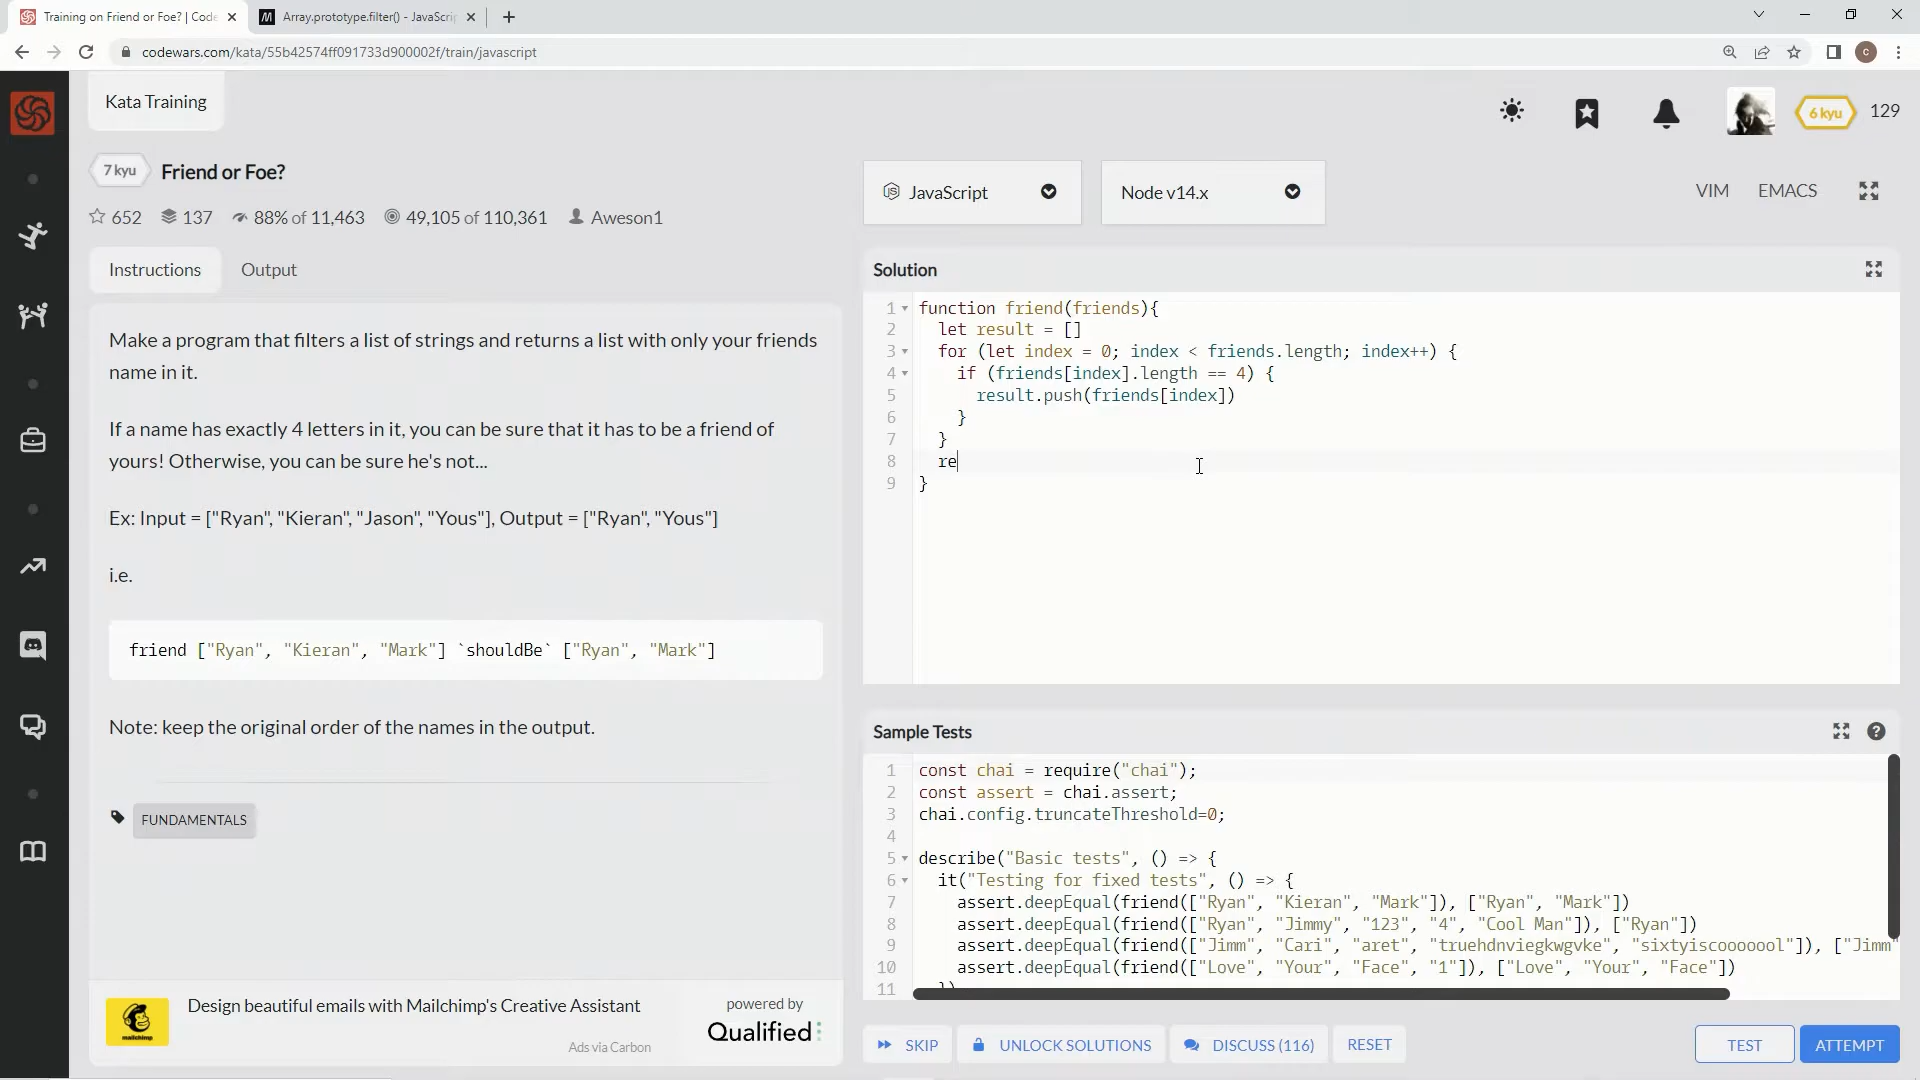 Training on Friend or Foe? | Code
Array.prototype.filter() - JavaScrip
codewars.com/kata/55b42574ff091733d900002f/train/javascript
C
Kata Training
6 kyu
129
7 kyu
Friend or Foe?
652
137
88% of 11,463
49,105 of 110,361
Aweson1
Instructions
Output
Make a program that filters a list of strings and returns a list with only your friends
name in it.
If a name has exactly 4 letters in it, you can be sure that it has to be a friend of
yours! Otherwise, you can be sure he's not...
Ex: Input = ["Ryan", "Kieran", "Jason", "Yous"], Output = ["Ryan", "Yous"]
i.e.
friend ["Ryan", "Kieran", "Mark"] `shouldBe` ["Ryan", "Mark"]
Note: keep the original order of the names in the output.
FUNDAMENTALS
mailchimp
Design beautiful emails with Mailchimp's Creative Assistant
Ads via Carbon
powered by
Qualified
JavaScript
Node v14.x
VIM
EMACS
Solution
1 function friend(friends){
2 let result = []
3 for (let index = 0; index < friends.length; index++) {
4 if (friends[index].length == 4) {
5 result.push(friends[index])
6 }
7 }
8 re
9 }
Sample Tests
?
1 const chai = require("chai");
2 const assert = chai.assert;
3 chai.config.truncateThreshold=0;
4
5 describe("Basic tests", () => {
6 it("Testing for fixed tests", () => {
7 assert.deepEqual(friend(["Ryan", "Kieran", "Mark"]), ["Ryan", "Mark"])
8 assert.deepEqual(friend(["Ryan", "Jimmy", "123", "4", "Cool Man"]), ["Ryan"])
9 assert.deepEqual(friend(["Jimm", "Cari", "aret", "truehdnviegkwgvke", "sixtyiscooooool"]), ["Jimm"
10 assert.deepEqual(friend(["Love", "Your", "Face", "1"]), ["Love", "Your", "Face"])
11 })
SKIP
UNLOCK SOLUTIONS
DISCUSS (116)
RESET
TEST
ATTEMPT